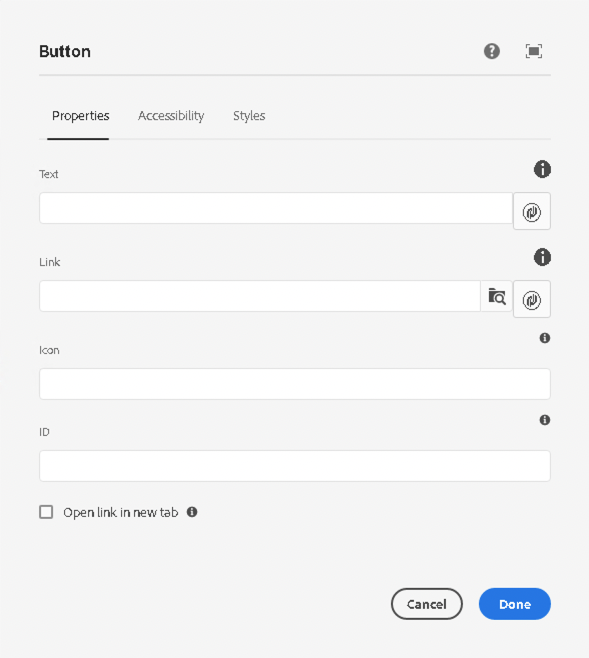 Button
Properties Accessibility Styles
Text
Link
Icon
ID
Open link in new tab
Cancel Done